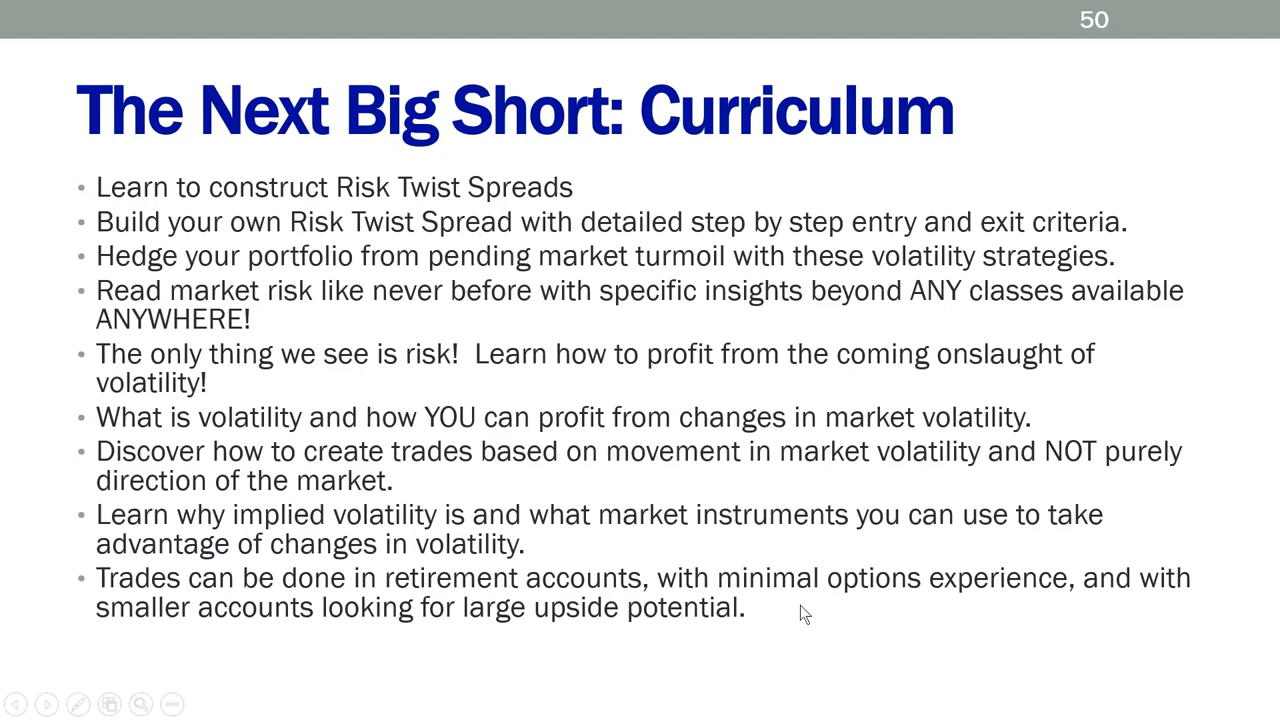 50
The Next Big Short: Curriculum
• Learn to construct Risk Twist Spreads
• Build your own Risk Twist Spread with detailed step by step entry and exit criteria.
• Hedge your portfolio from pending market turmoil with these volatility strategies.
• Read market risk like never before with specific insights beyond ANY classes available
ANYWHERE!
• The only thing we see is risk!  Learn how to profit from the coming onslaught of
volatility!
• What is volatility and how YOU can profit from changes in market volatility.
• Discover how to create trades based on movement in market volatility and NOT purely
direction of the market.
• Learn why implied volatility is and what market instruments you can use to take
advantage of changes in volatility.
• Trades can be done in retirement accounts, with minimal options experience, and with
smaller accounts looking for large upside potential.